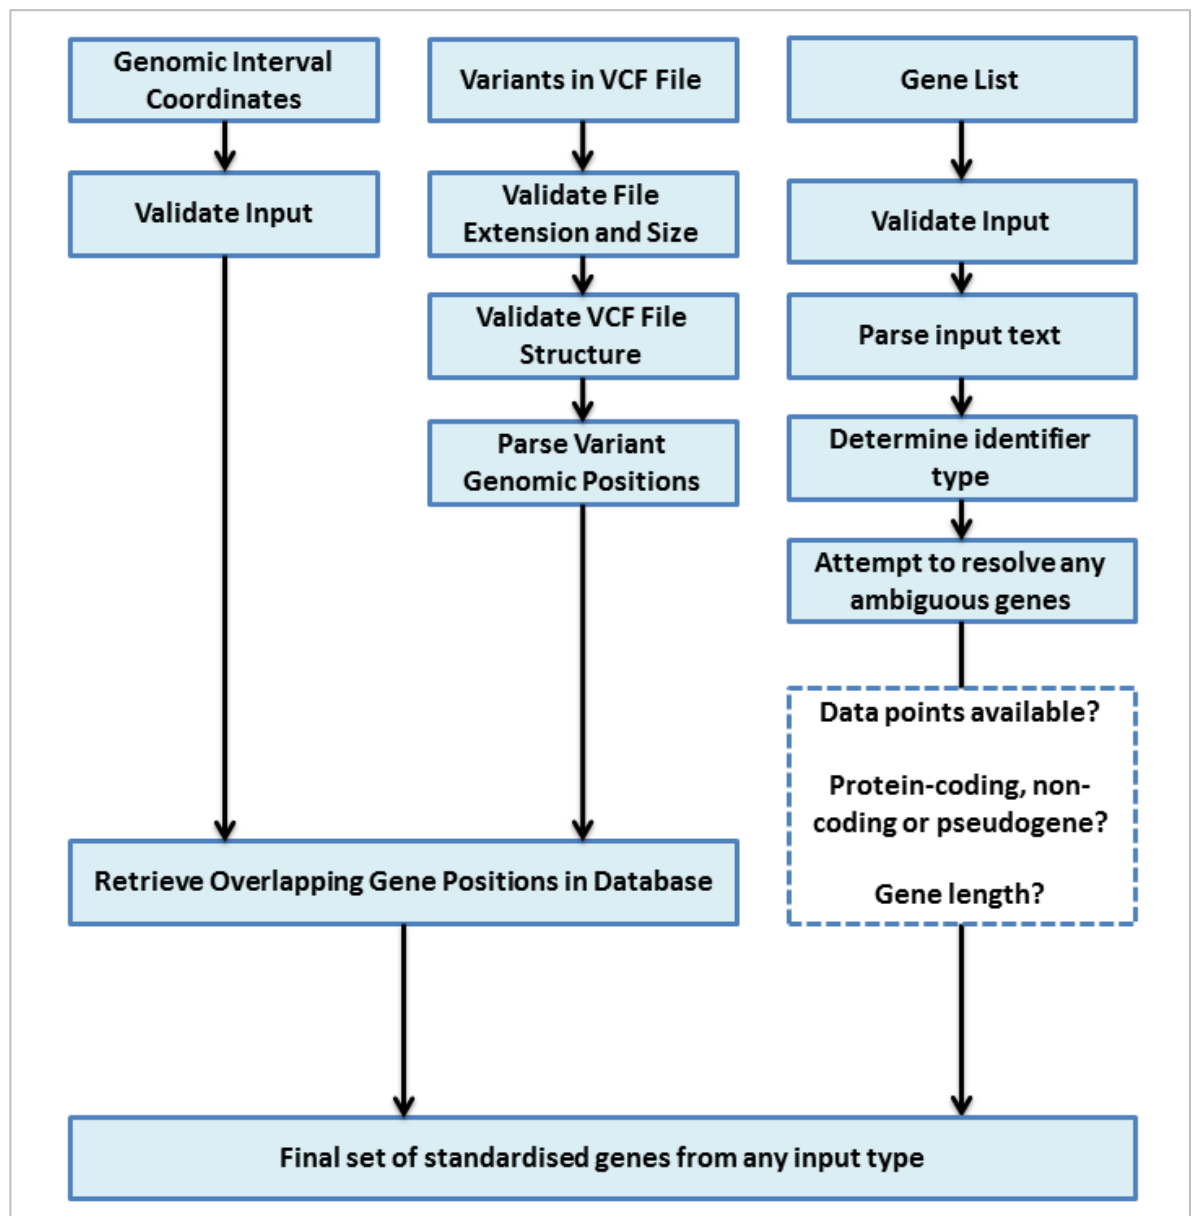 Genomic Interval
Coordinates
Validate Input
Variants in VCF File
Validate File
Extension and Size
Validate VCF File
Structure
Parse Variant
Genomic Positions
Retrieve Overlapping Gene Positions in Database
Gene List
Validate Input
Parse input text
Determine identifier
type
Attempt to resolve any
ambiguous genes
Data points available?
Protein-coding, non-
coding or pseudogene?
Gene length?
Final set of standardised genes from any input type